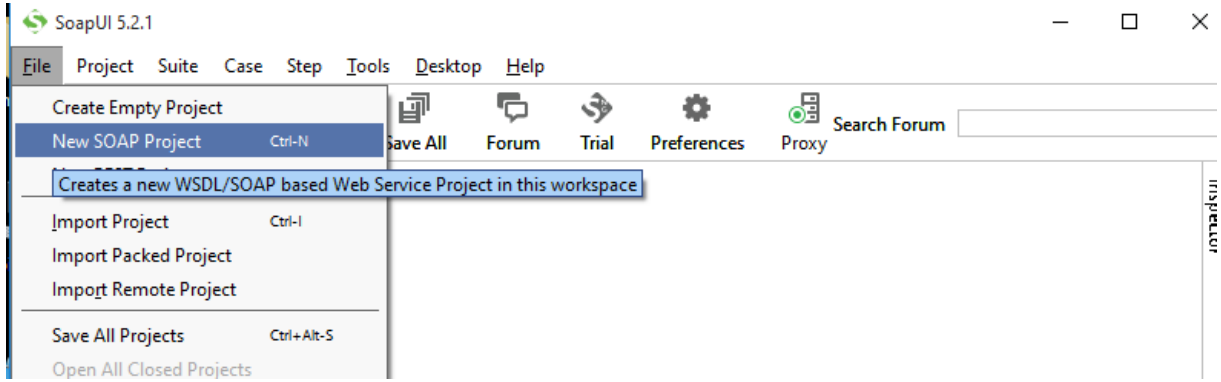 SoapUI 5.2.1
File Project Suite Case Step Tools Desktop Help
Create Empty Project
New SOAP Project Ctrl-N
Creates a new WSDL/SOAP based Web Service Project in this workspace
Import Project Ctrl-I
Import Packed Project
Import Remote Project
Save All Projects Ctrl+Alt-S
Open All Closed Projects
Save All Forum Trial Preferences Proxy Search Forum
Inspector